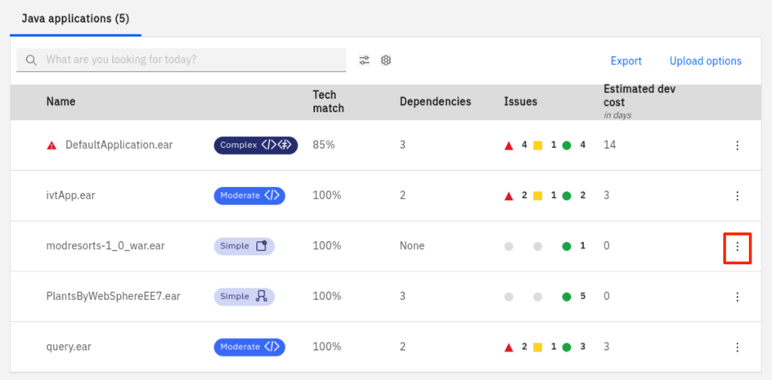 Java applications (5)
What are you looking for today?
Export Upload options
Name Tech match Dependencies Issues Estimated dev cost in days
DefaultApplication.ear Complex 85% 3 4 1 4 14
ivtApp.ear Moderate 100% 2 2 1 2 3
modresorts-1_0_war.ear Simple 100% None 1 0
PlantsByWebSphereEE7.ear Simple 100% 3 5 0
query.ear Moderate 100% 2 2 1 3 3